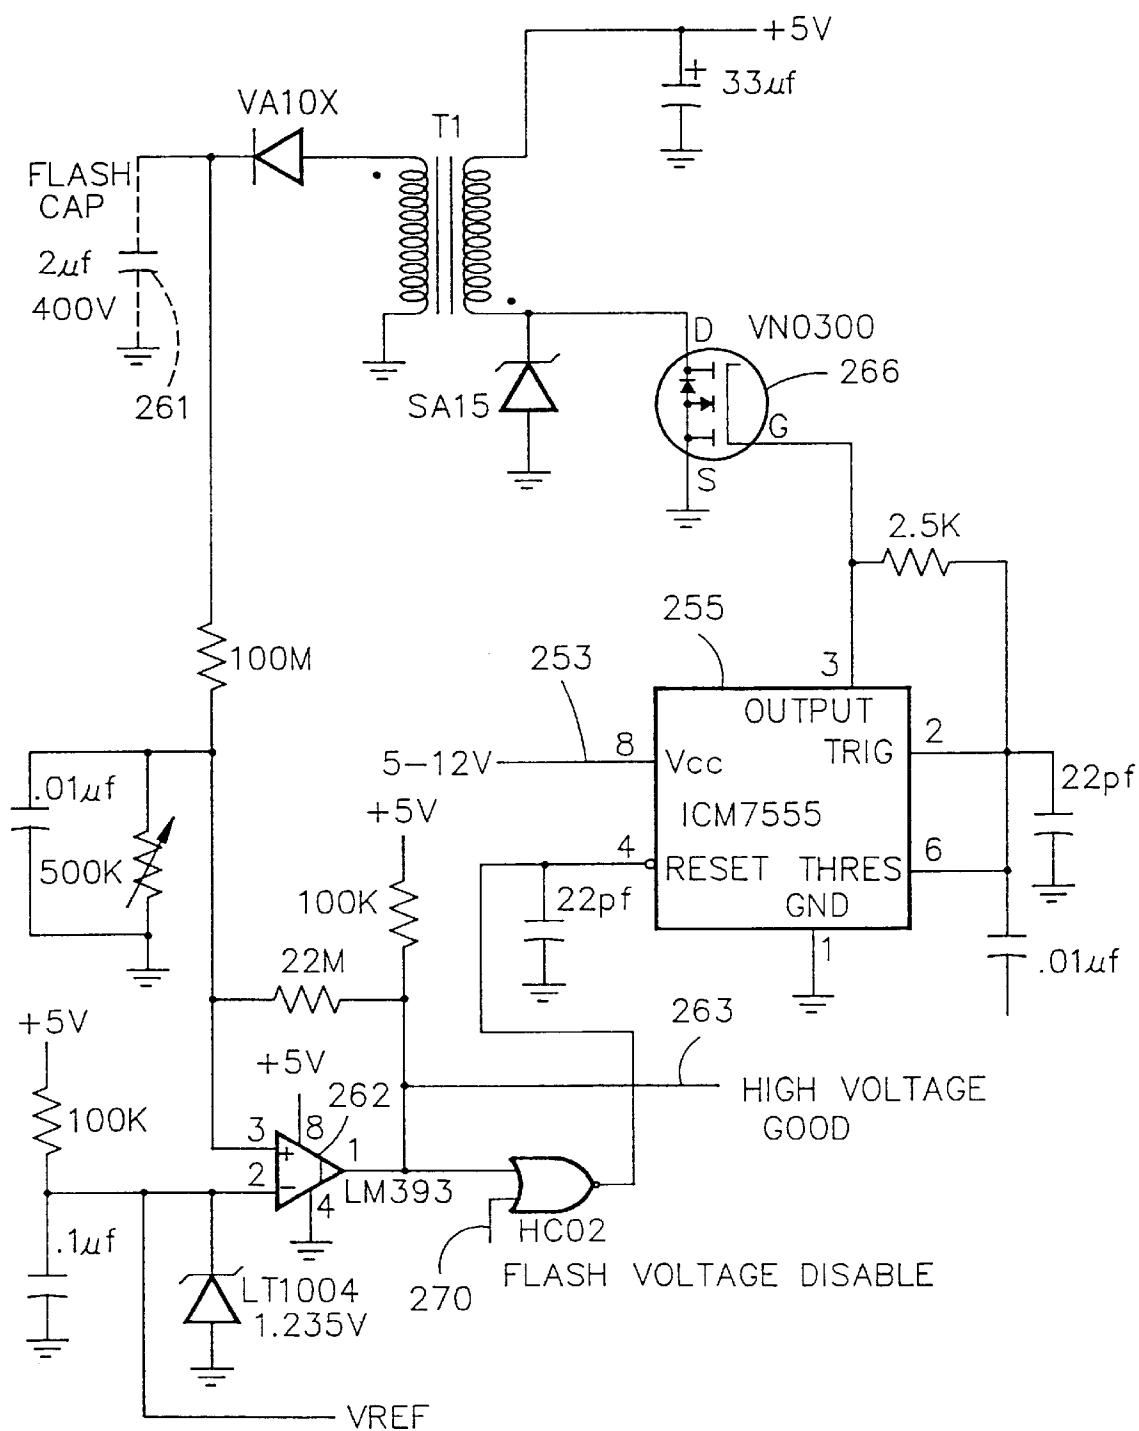 +5V
+
33µf
VA10X
T1
FLASH
CAP
2µf
400V
261
SA15
D
VN0300
266
G
S
2.5K
255
253
3
100M
OUTPUT
5-12V
8
Vcc
TRIG
2
.01µf
+5V
ICM7555
22pf
500K
4
RESET
THRES
6
100K
22pf
GND
1
.01µf
22M
263
+5V
+5V
262
HIGH VOLTAGE
GOOD
100K
3
8
1
+
2
-
4
LM393
HC02
.1µf
270
FLASH VOLTAGE DISABLE
LT1004
1.235V
VREF